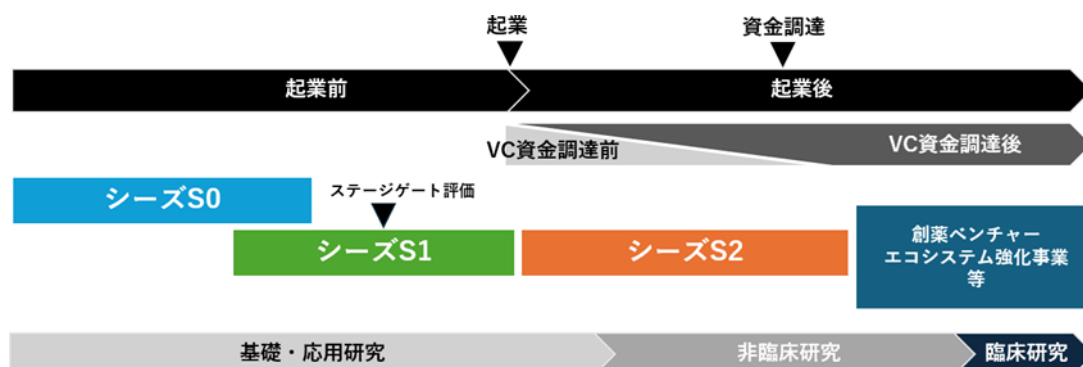 起業
資金調達
起業前
起業後
VC資金調達前
VC資金調達後
シーズS0
ステージゲート評価
シーズS1
シーズS2
創薬ベンチャー
エコシステム強化事業
等
基礎・応用研究
非臨床研究
臨床研究